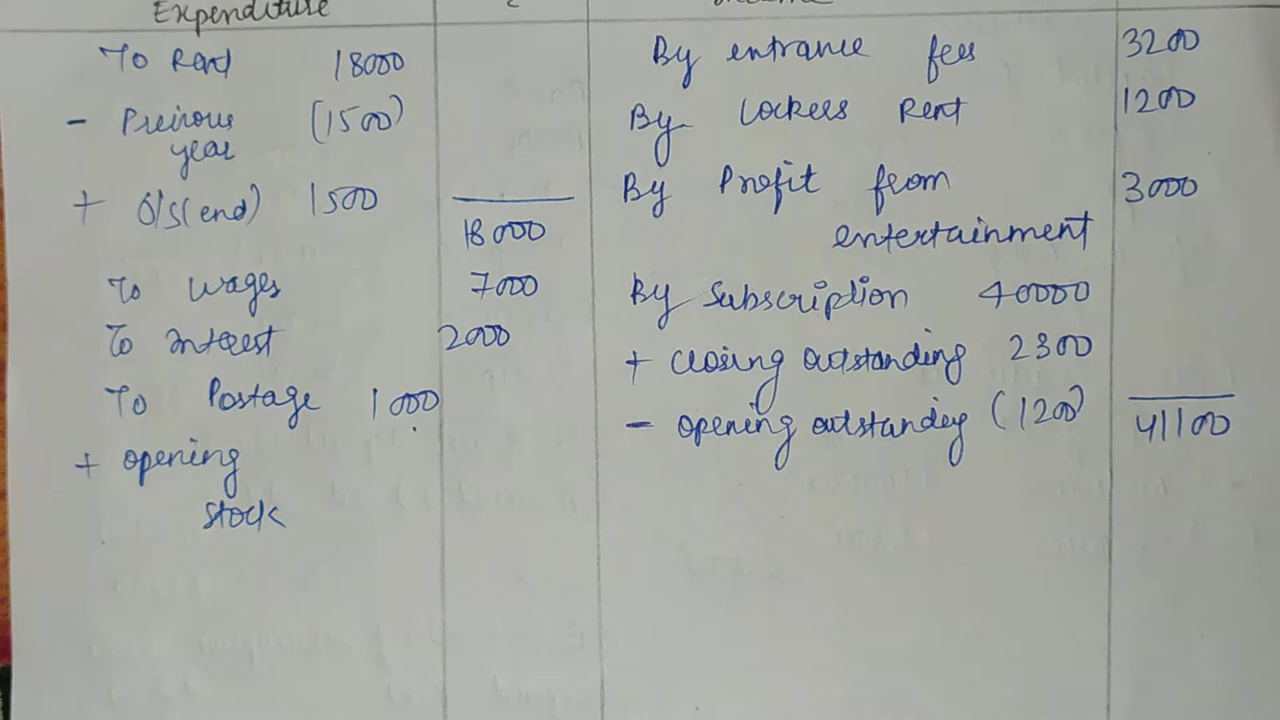 Expenditure
To Rent 18000
- Previous (1500)
year
+ O/S(end) 1500
18000
To wages 7000
To Interest 2000
To Postage 1000
+ opening
stock
By entrance fees 3200
By Lockers Rent 1200
By Profit from 3000
entertainment
By Subscription 40000
+ closing outstanding 2300
- opening outstanding (1200) 41100